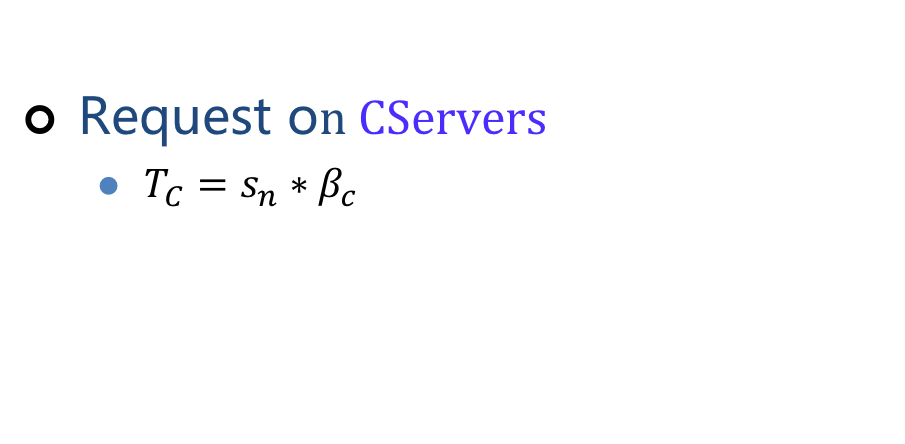 Request on CServers
T_C = s_n * β_c